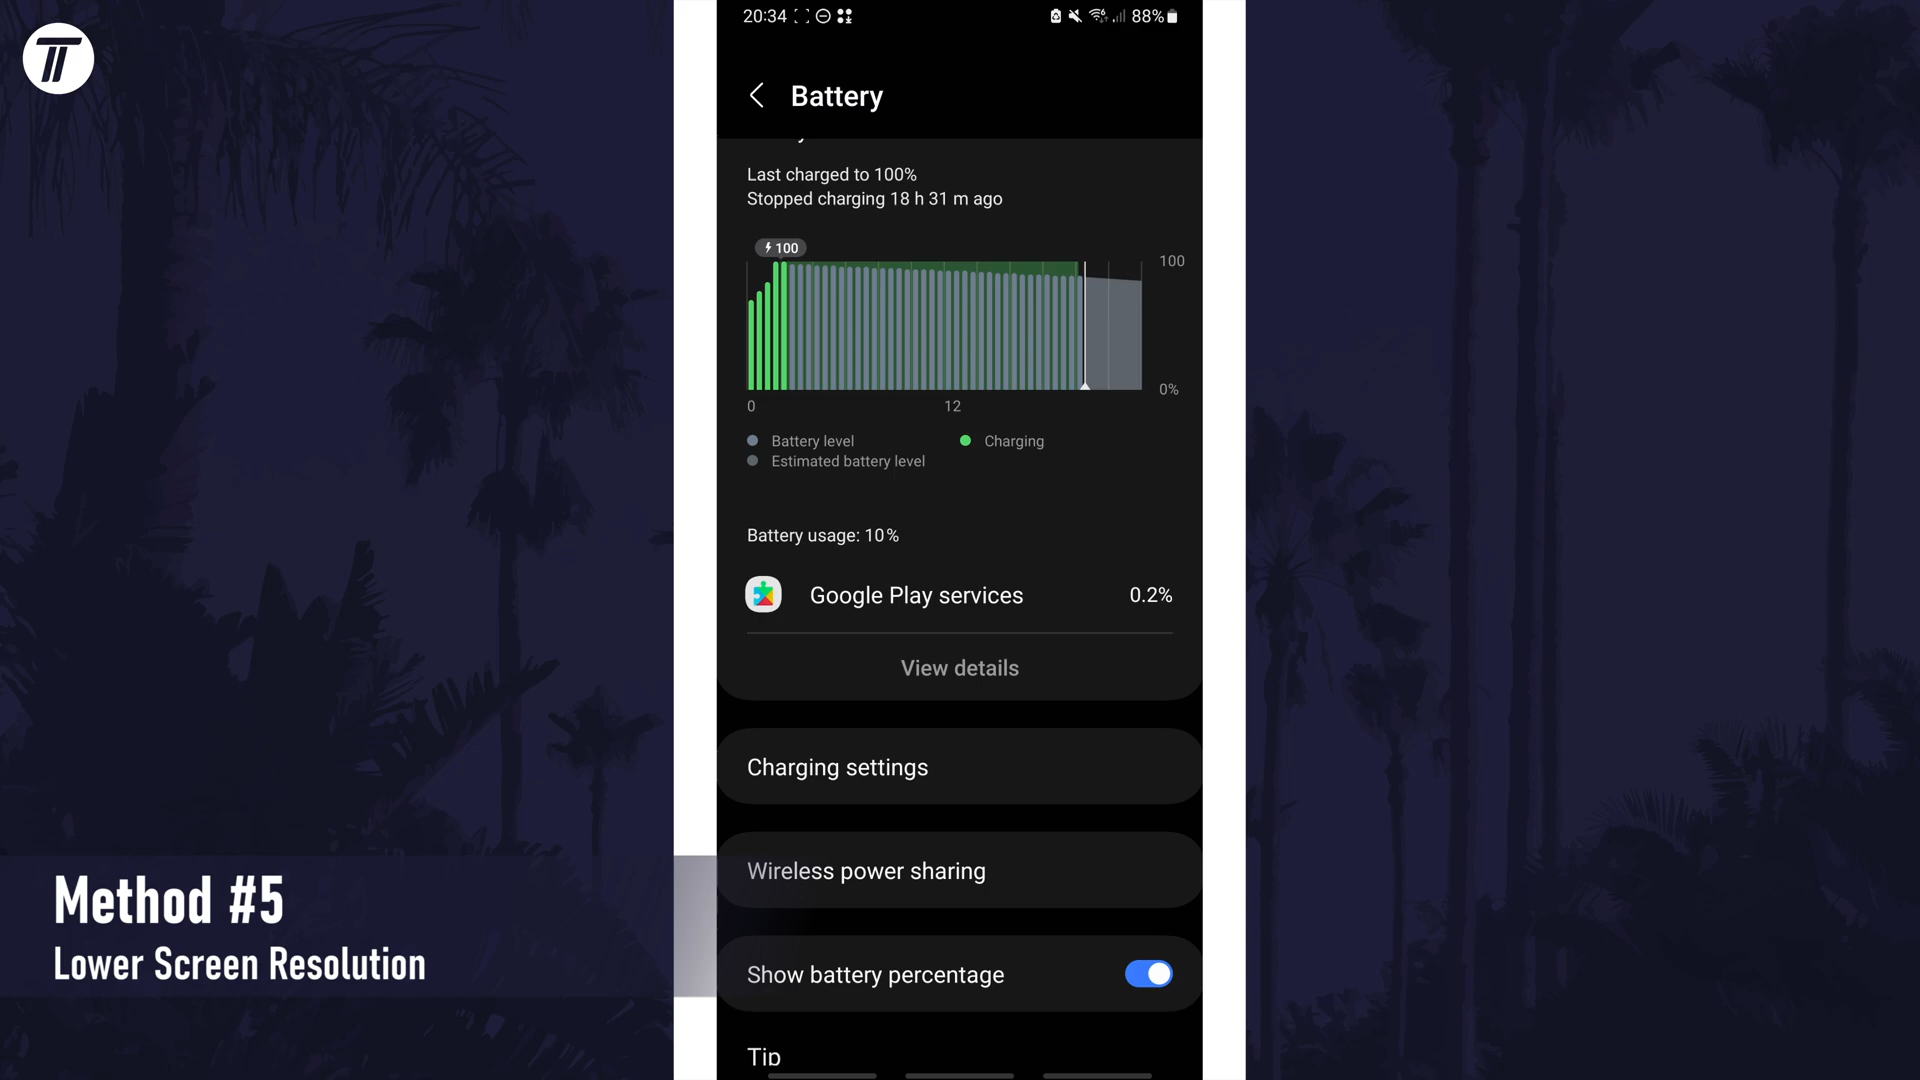 20:34
88%
Battery
Last charged to 100%
Stopped charging 18 h 31 m ago
100
100
0%
0
12
Battery level
Charging
Estimated battery level
Battery usage: 10%
Google Play services
0.2%
View details
Charging settings
Wireless power sharing
Show battery percentage
Tip
Method #5
Lower Screen Resolution